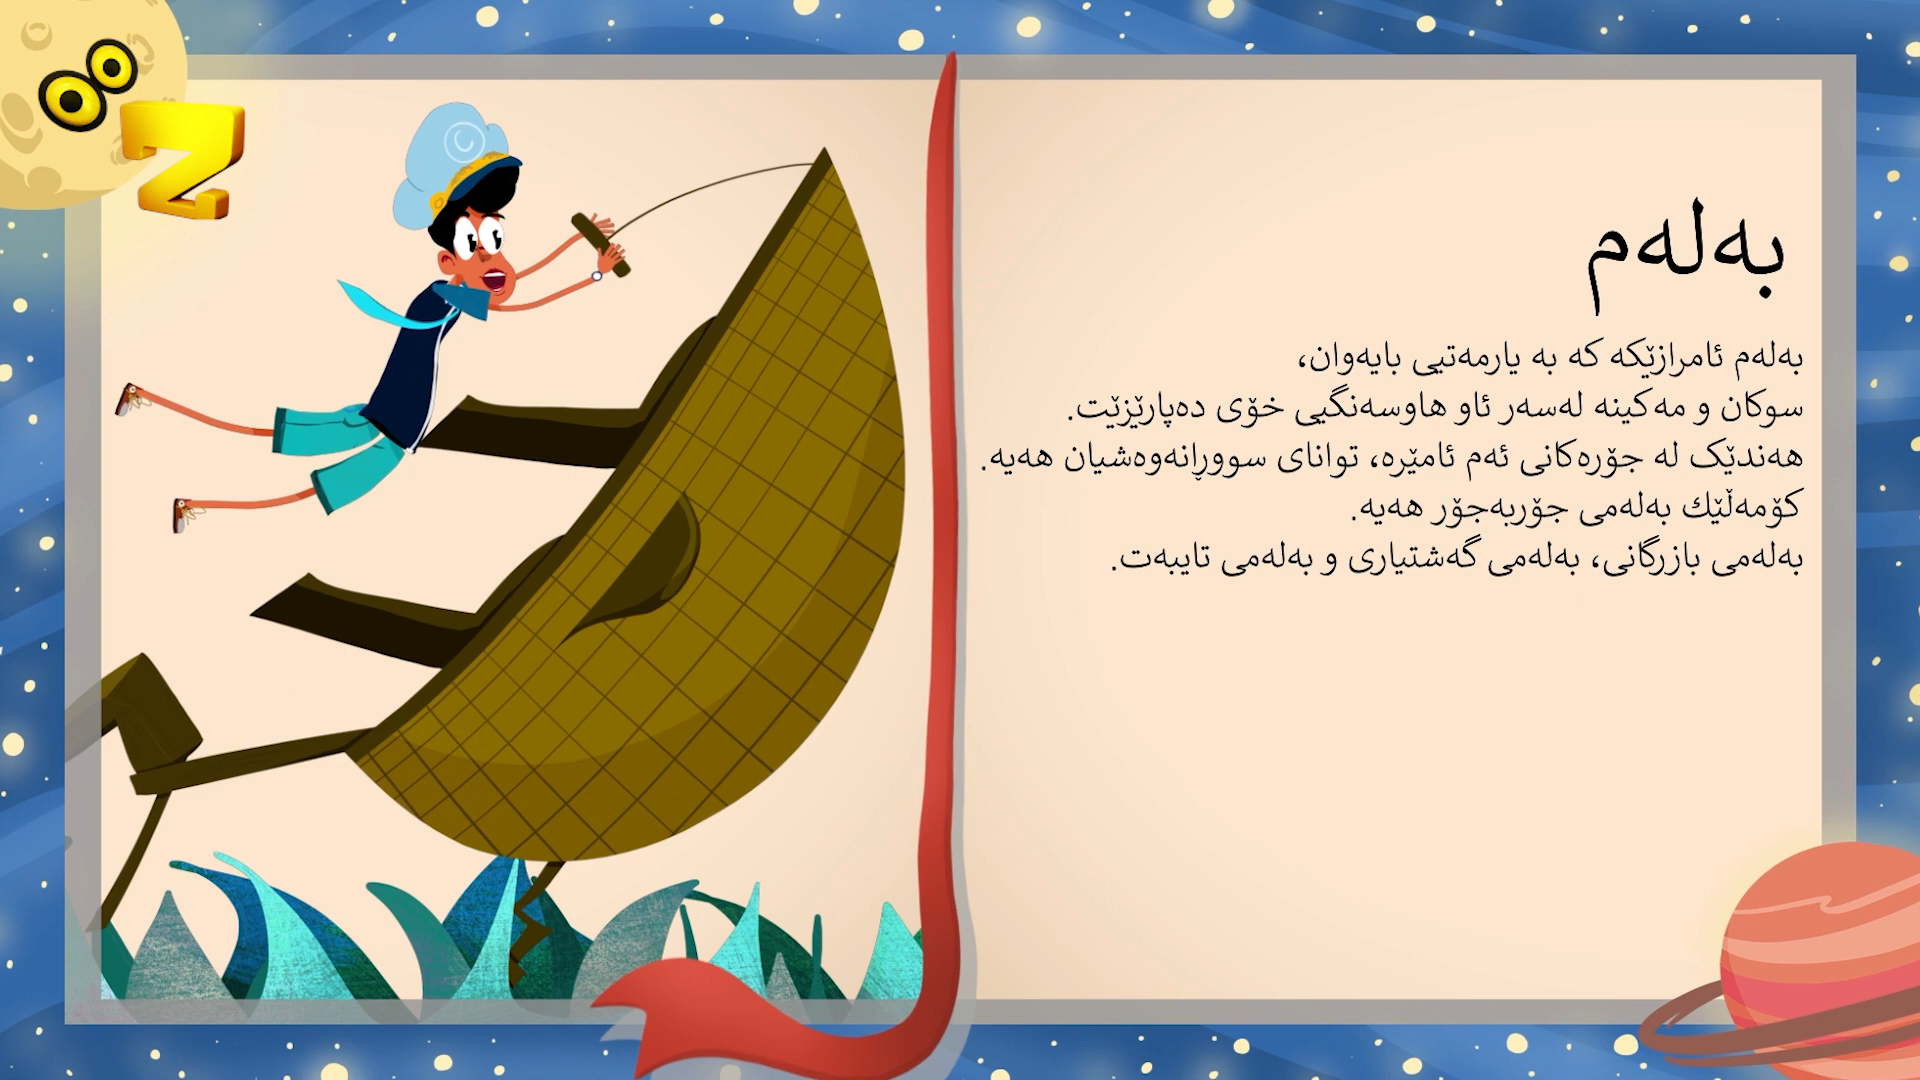 Z
بەلەم
بەلەم ئامرازێکە کە بە یارمەتیی بایەوان،
سوکان و مەکینە لەسەر ئاو هاوسەنگیی خۆی دەپارێزێت.
هەندێک لە جۆرەکانی ئەم ئامێرە، توانای سووڕانەوەشیان هەیە.
کۆمەڵێك بەلەمی جۆربەجۆر هەیە.
بەلەمی بازرگانی، بەلەمی گەشتیاری و بەلەمی تایبەت.